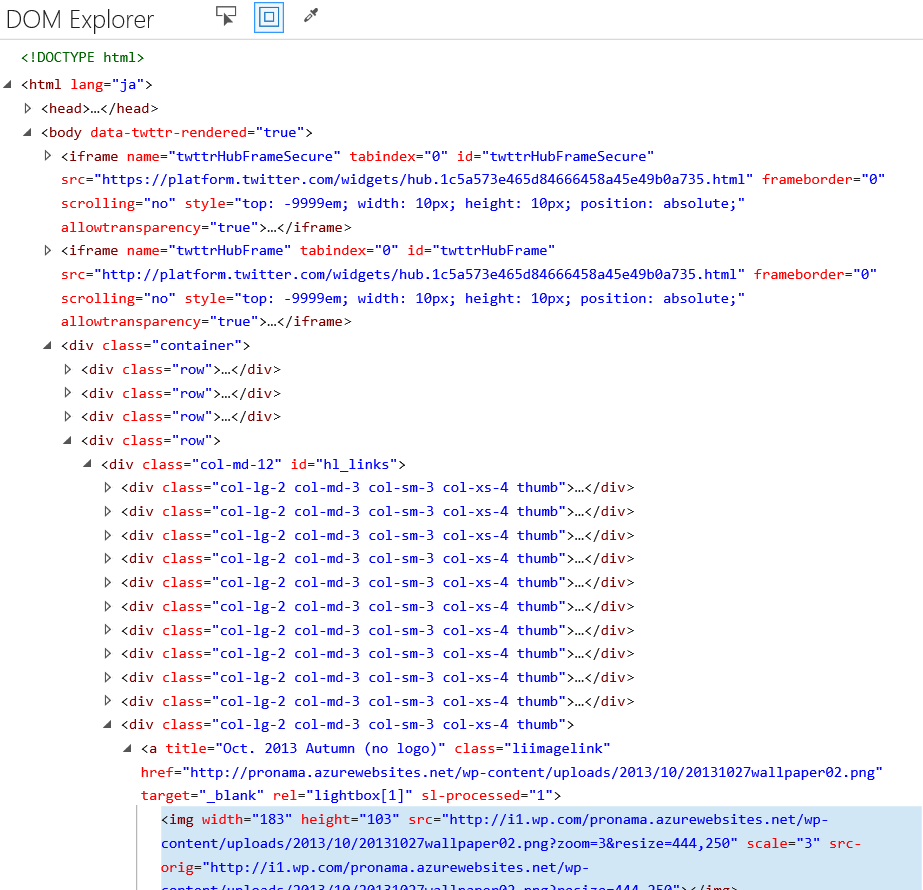 DOM Explorer
<!DOCTYPE html>
<html lang="ja">
<head>…</head>
<body data-twttr-rendered="true">
<iframe name="twttrHubFrameSecure" tabindex="0" id="twttrHubFrameSecure"
src="https://platform.twitter.com/widgets/hub.1c5a573e465d84666458a45e49b0a735.html" frameborder="0"
scrolling="no" style="top: -9999em; width: 10px; height: 10px; position: absolute;"
allowtransparency="true">…</iframe>
<iframe name="twttrHubFrame" tabindex="0" id="twttrHubFrame"
src="http://platform.twitter.com/widgets/hub.1c5a573e465d84666458a45e49b0a735.html" frameborder="0"
scrolling="no" style="top: -9999em; width: 10px; height: 10px; position: absolute;"
allowtransparency="true">…</iframe>
<div class="container">
<div class="row">…</div>
<div class="row">…</div>
<div class="row">…</div>
<div class="row">
<div class="col-md-12" id="hl_links">
<div class="col-lg-2 col-md-3 col-sm-3 col-xs-4 thumb">…</div>
<div class="col-lg-2 col-md-3 col-sm-3 col-xs-4 thumb">…</div>
<div class="col-lg-2 col-md-3 col-sm-3 col-xs-4 thumb">…</div>
<div class="col-lg-2 col-md-3 col-sm-3 col-xs-4 thumb">…</div>
<div class="col-lg-2 col-md-3 col-sm-3 col-xs-4 thumb">…</div>
<div class="col-lg-2 col-md-3 col-sm-3 col-xs-4 thumb">…</div>
<div class="col-lg-2 col-md-3 col-sm-3 col-xs-4 thumb">…</div>
<div class="col-lg-2 col-md-3 col-sm-3 col-xs-4 thumb">…</div>
<div class="col-lg-2 col-md-3 col-sm-3 col-xs-4 thumb">…</div>
<div class="col-lg-2 col-md-3 col-sm-3 col-xs-4 thumb">…</div>
<div class="col-lg-2 col-md-3 col-sm-3 col-xs-4 thumb">
<a title="Oct. 2013 Autumn (no logo)" class="liimagelink"
href="http://pronama.azurewebsites.net/wp-content/uploads/2013/10/20131027wallpaper02.png"
target="_blank" rel="lightbox[1]" sl-processed="1">
<img width="183" height="103" src="http://i1.wp.com/pronama.azurewebsites.net/wp-
content/uploads/2013/10/20131027wallpaper02.png?zoom=3&resize=444,250" scale="3" src-
orig="http://i1.wp.com/pronama.azurewebsites.net/wp-
content/uploads/2013/10/20131027wallpaper02.png?resize=444,250"></img>